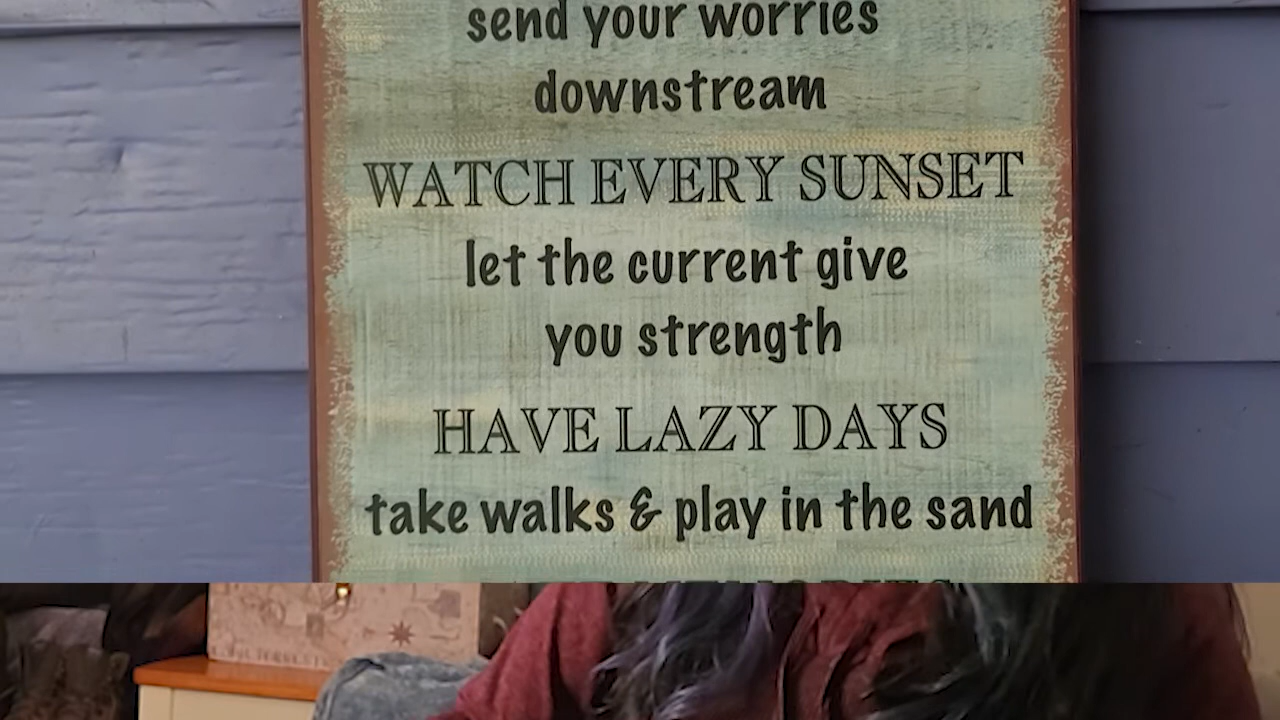 send your worries
downstream
WATCH EVERY SUNSET
let the current give
you strength
HAVE LAZY DAYS
take walks & play in the sand